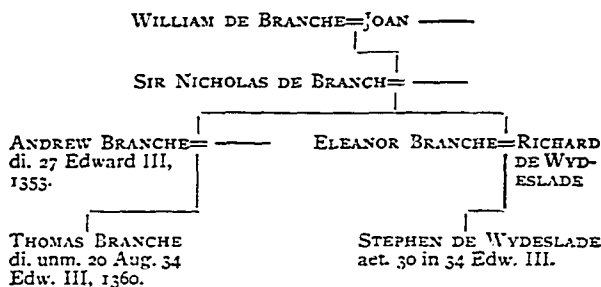 WILLIAM DE BRANCHE=JOAN ——
SIR NICHOLAS DE BRANCH= ——
ANDREW BRANCHE= —— ELEANOR BRANCHE=RICHARD
di. 27 Edward III, DE WYD-
1353. ESLADE
THOMAS BRANCHE STEPHEN DE WYDESLADE
di. unm. 20 Aug. 34 aet. 30 in 34 Edw. III.
Edw. III, 1360.